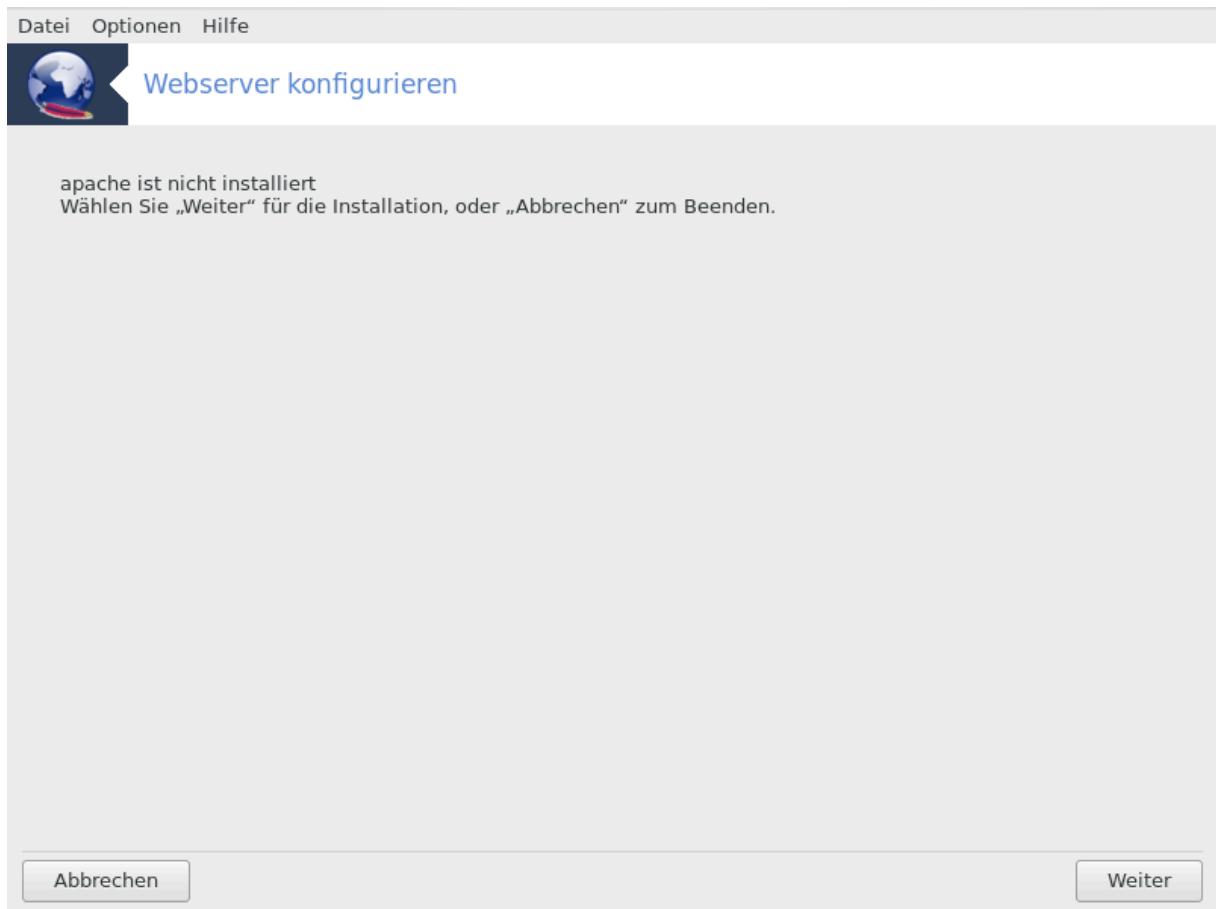 Datei Optionen Hilfe
Webserver konfigurieren
apache ist nicht installiert
Wählen Sie „Weiter“ für die Installation, oder „Abbrechen“ zum Beenden.
Abbrechen Weiter